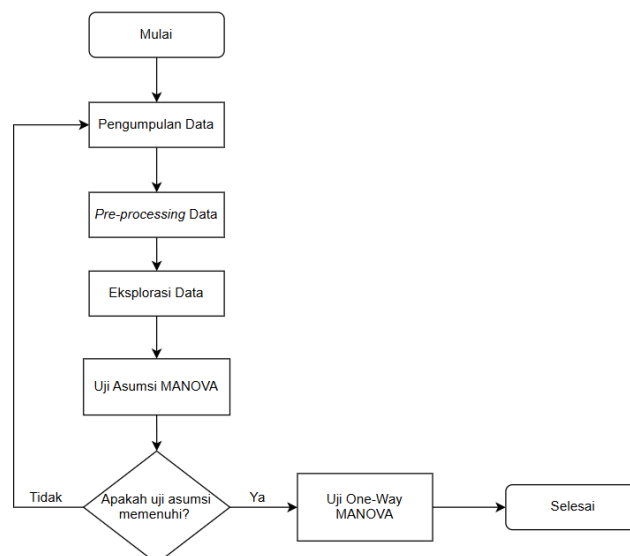 Mulai
Pengumpulan Data
Pre-processing Data
Eksplorasi Data
Uji Asumsi MANOVA
Apakah uji asumsi
memenuhi?
Tidak
Ya
Uji One-Way
MANOVA
Selesai